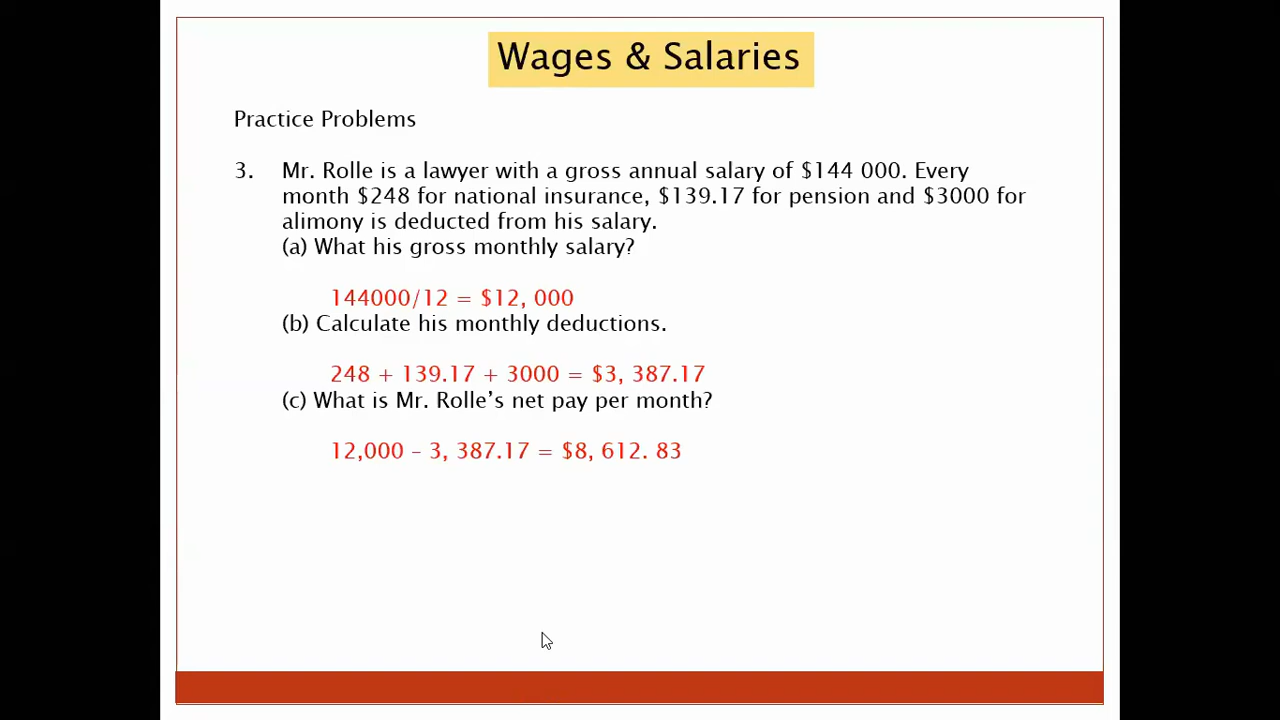 Wages & Salaries
Practice Problems
3. Mr. Rolle is a lawyer with a gross annual salary of $144 000. Every
month $248 for national insurance, $139.17 for pension and $3000 for
alimony is deducted from his salary.
(a) What his gross monthly salary?
144000/12 = $12, 000
(b) Calculate his monthly deductions.
248 + 139.17 + 3000 = $3, 387.17
(c) What is Mr. Rolle’s net pay per month?
12,000 – 3, 387.17 = $8, 612. 83